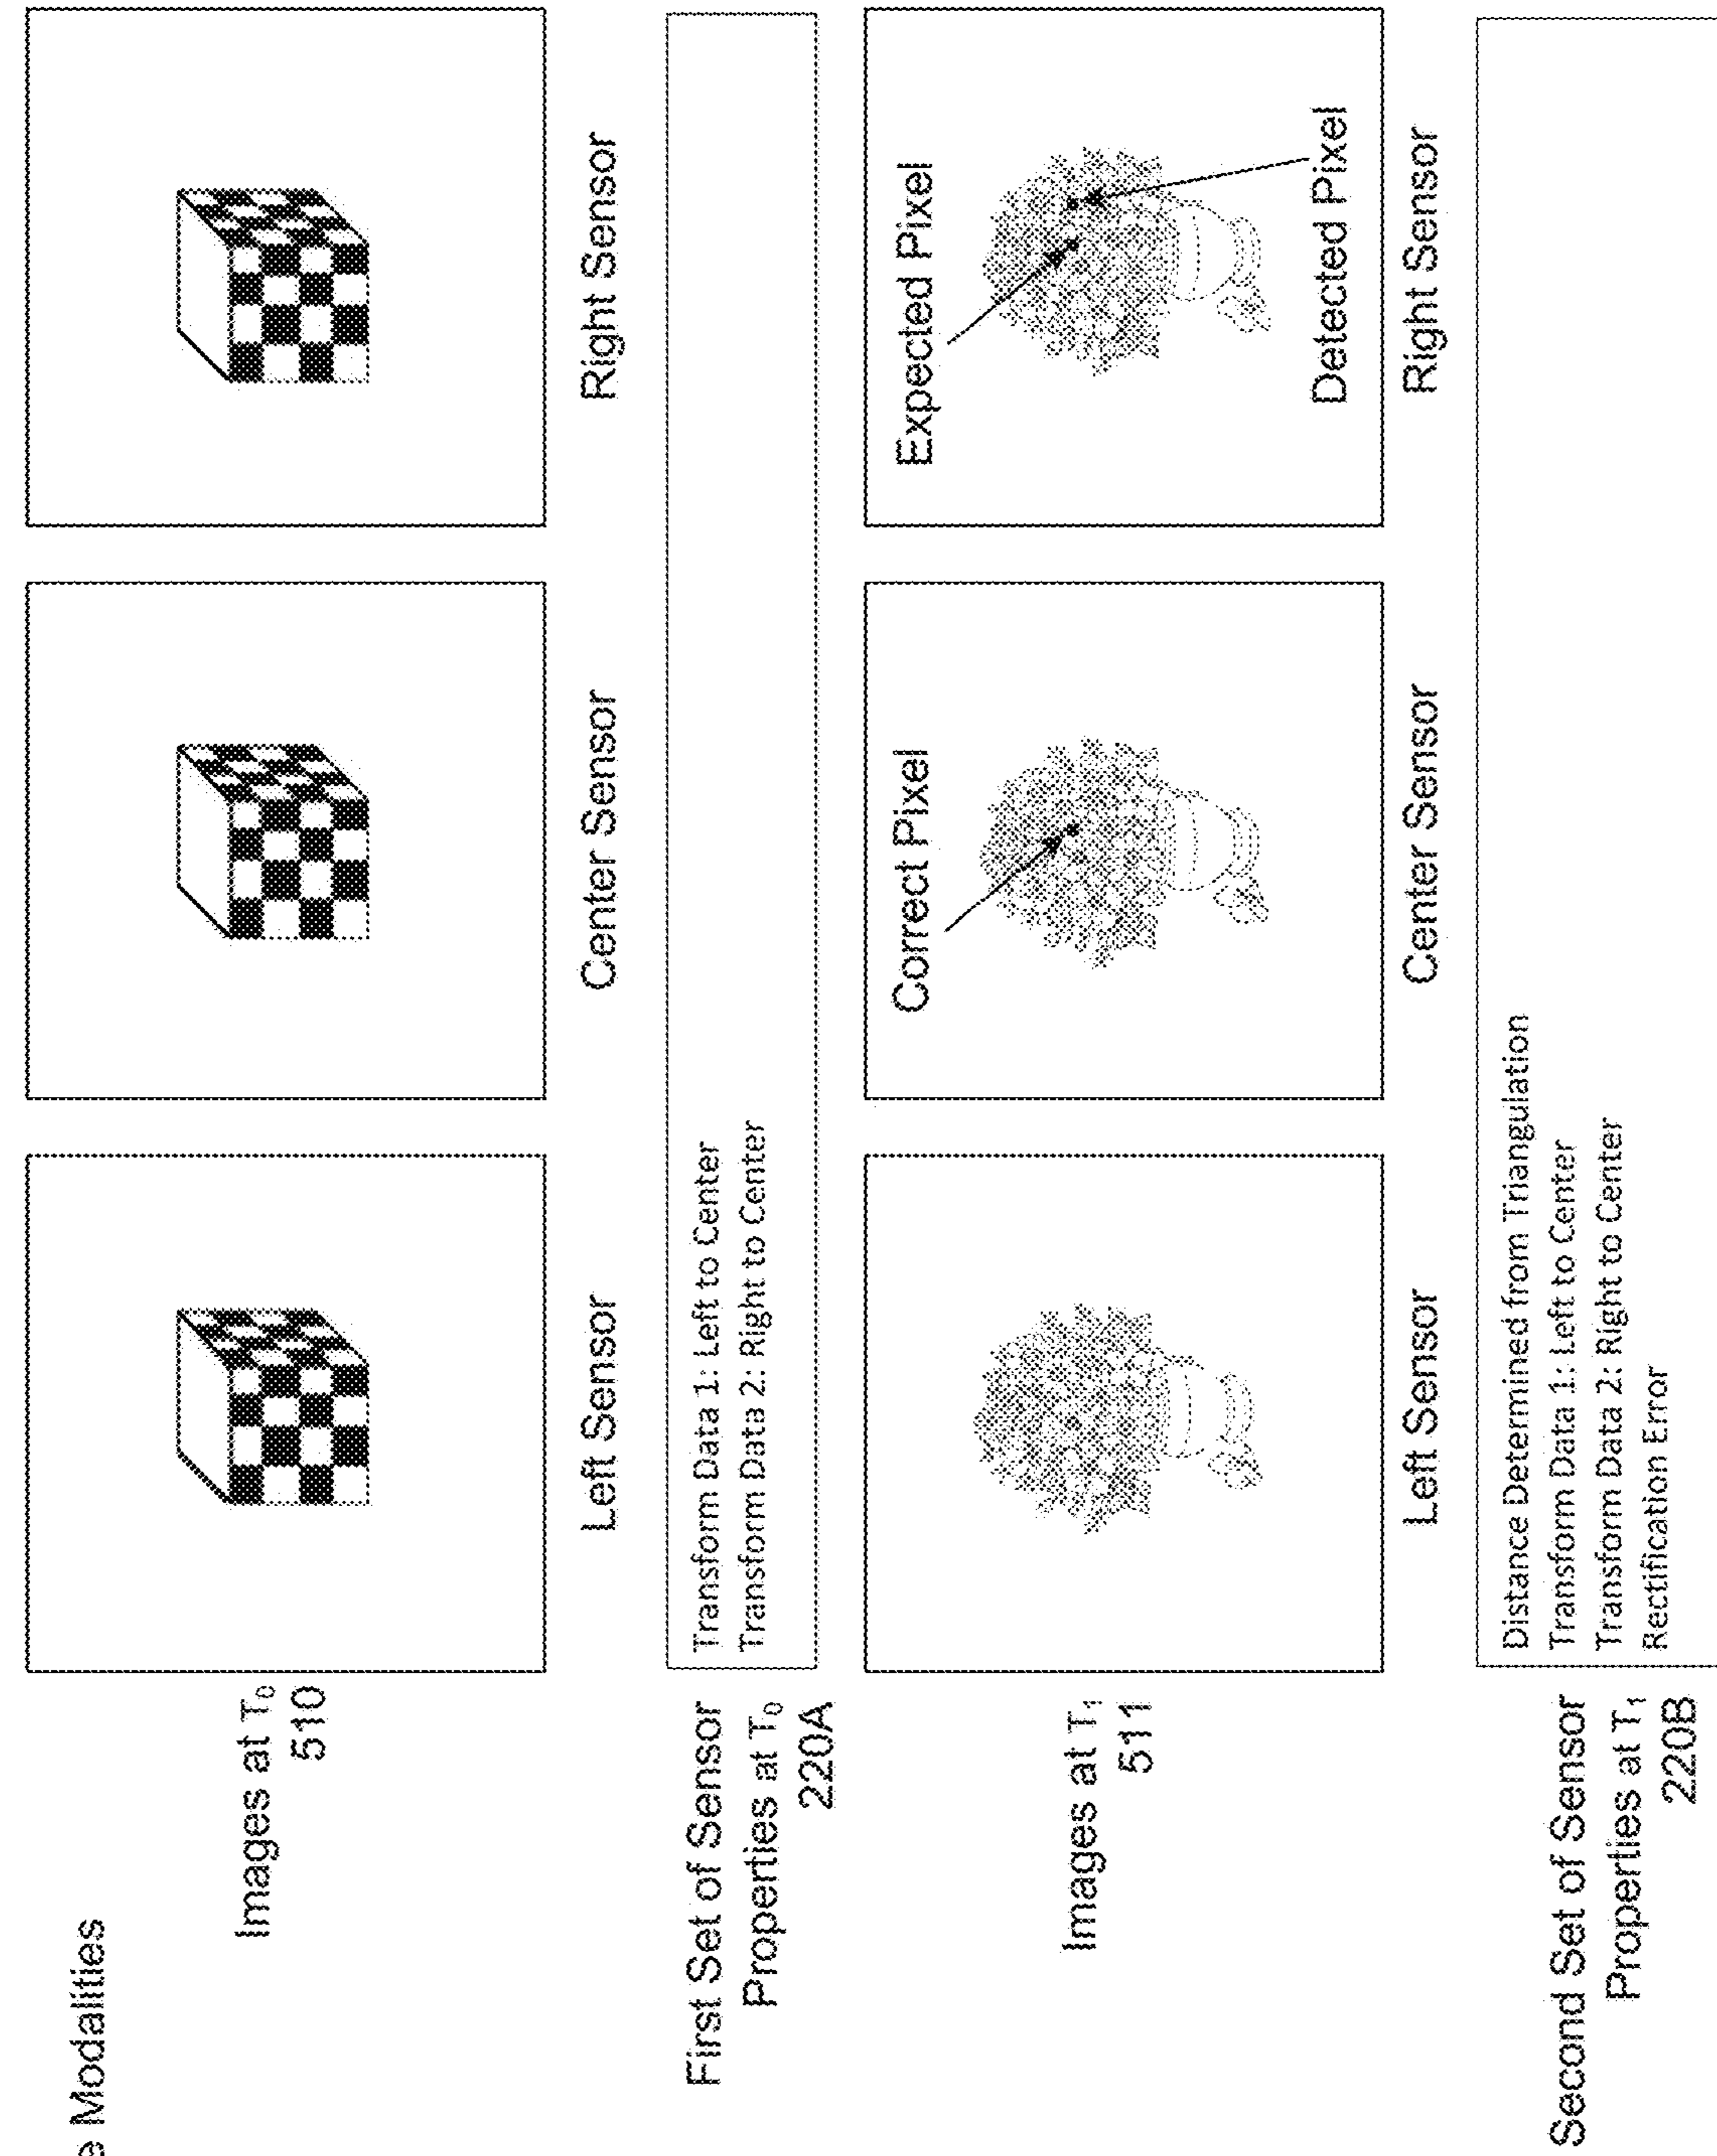 e Modalities
Images at T₀
510
Left Sensor
Center Sensor
Right Sensor
First Set of Sensor
Properties at T₀
220A
Transform Data 1: Left to Center
Transform Data 2: Right to Center
Images at T₁
511
Correct Pixel
Expected Pixel
Detected Pixel
Left Sensor
Center Sensor
Right Sensor
Second Set of Sensor
Properties at T₁
220B
Distance Determined from Triangulation
Transform Data 1: Left to Center
Transform Data 2: Right to Center
Rectification Error